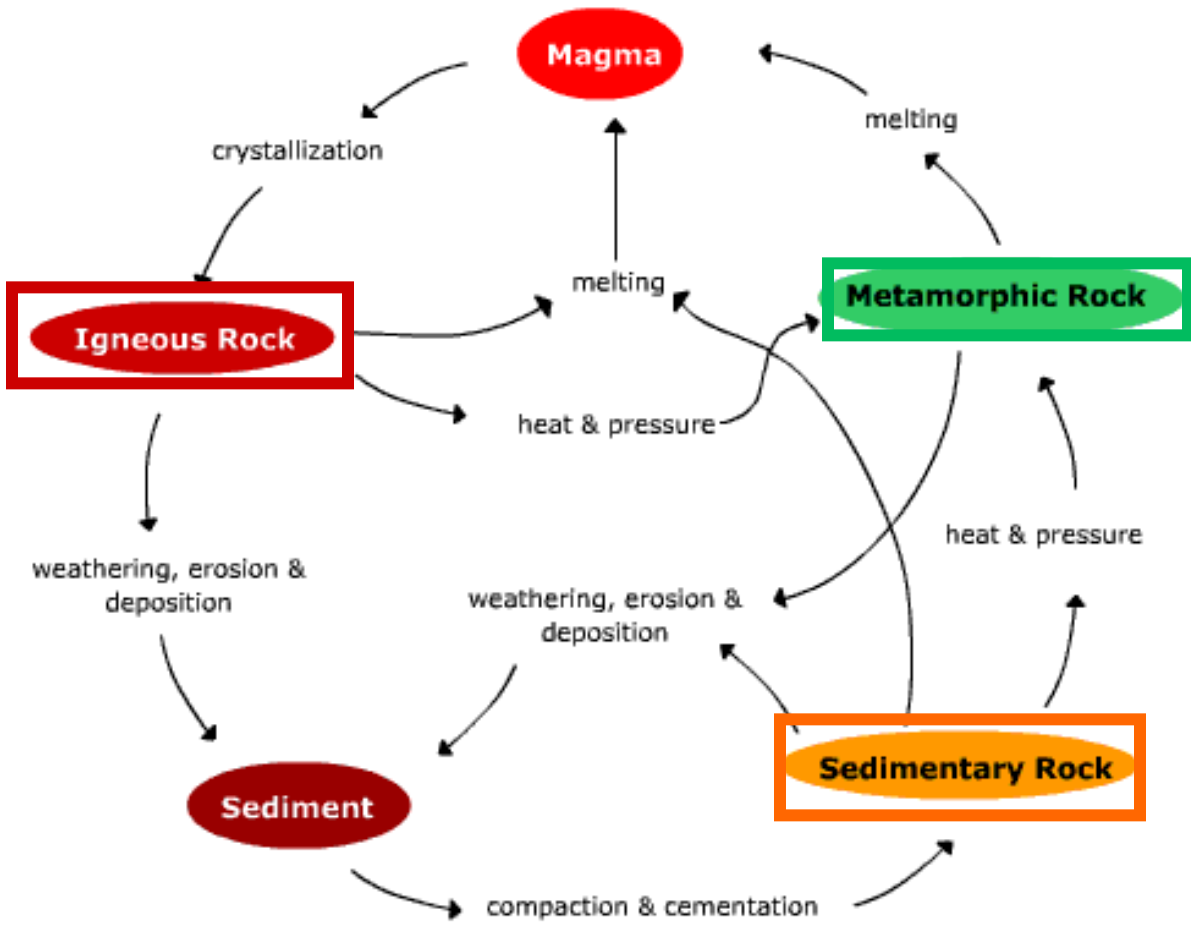 Magma
melting
crystallization
melting
Metamorphic Rock
Igneous Rock
heat & pressure
heat & pressure
weathering, erosion &
deposition
weathering, erosion &
deposition
Sedimentary Rock
Sediment
compaction & cementation